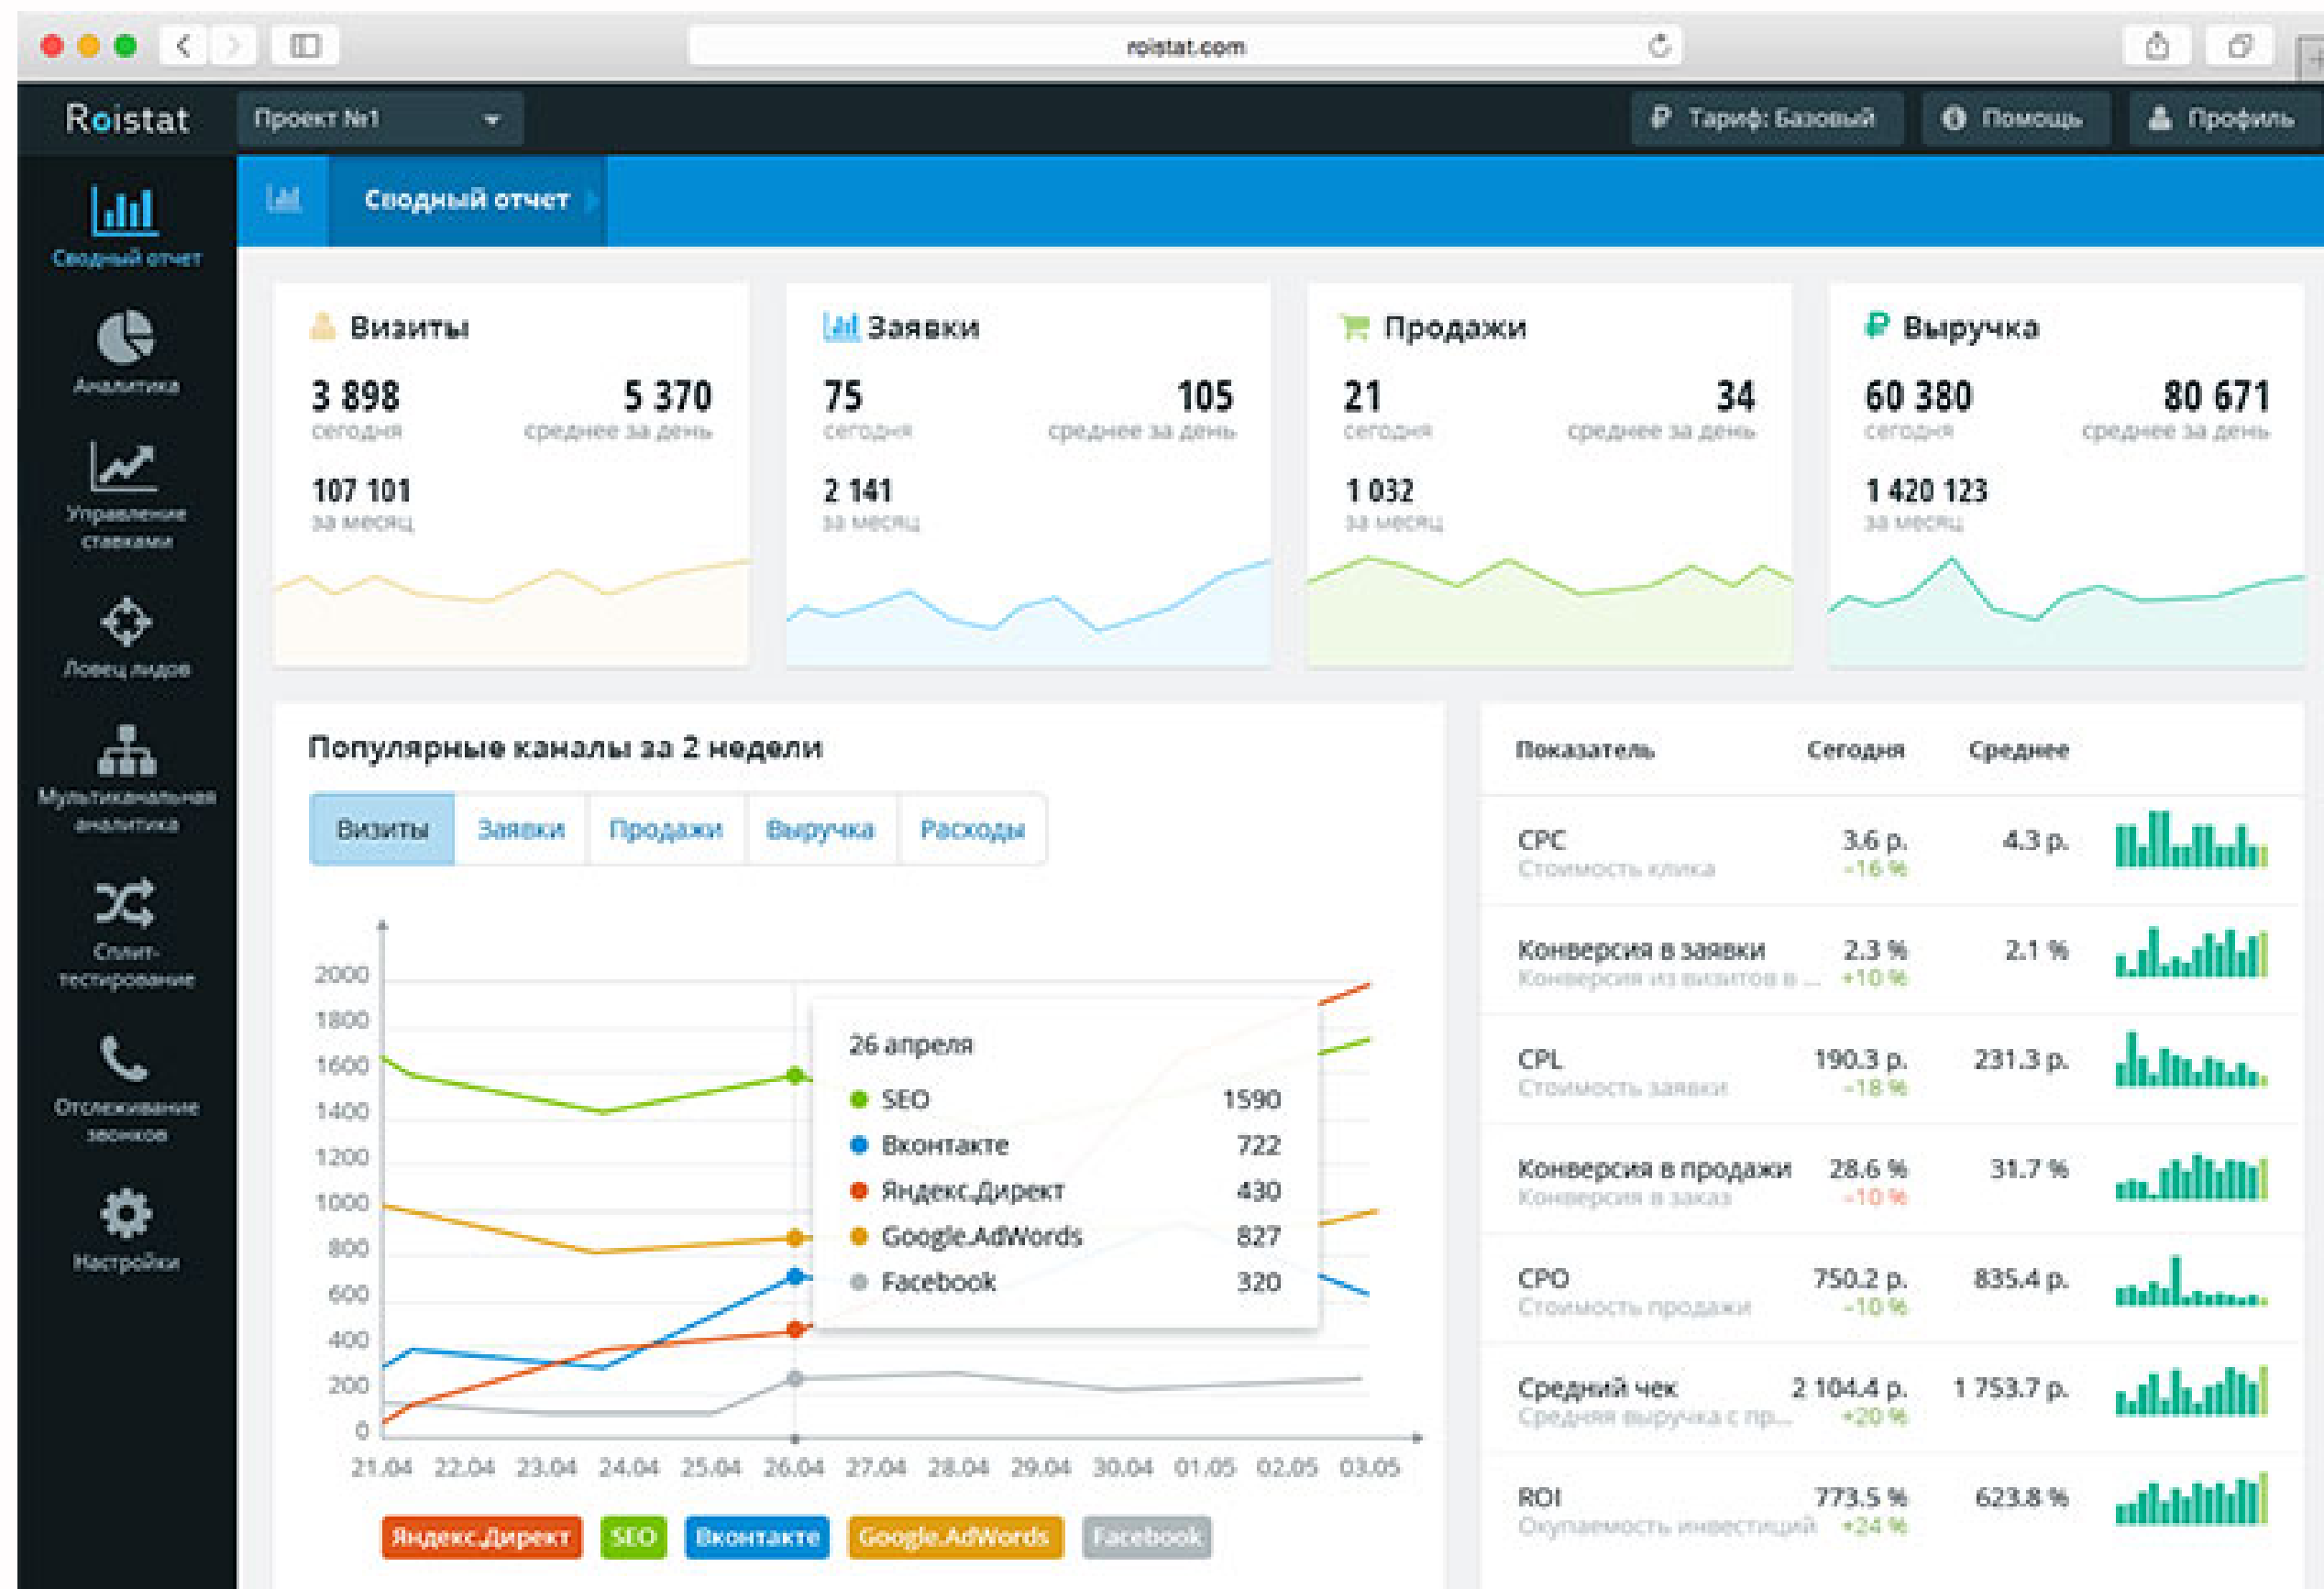 roistat.com
Roistat
Проект №1
Тариф: Базовый
Помощь
Профиль
Сводный отчет
Сводный отчет
Аналитика
Управление
ставками
Ловец лидов
Мультиканальная
аналитика
Сплит-
тестирование
Отслеживание
звонков
Настройки
Визиты
3 898
5 370
сегодня
среднее за день
107 101
за месяц
Заявки
75
105
сегодня
среднее за день
2 141
за месяц
Продажи
21
34
сегодня
среднее за день
1 032
за месяц
Выручка
60 380
80 671
сегодня
среднее за день
1 420 123
за месяц
Популярные каналы за 2 недели
Визиты
Заявки
Продажи
Выручка
Расходы
2000
1800
1600
1400
1200
1000
800
600
400
200
0
26 апреля
SEO 1590
Вконтакте 722
Яндекс.Директ 430
Google.AdWords 827
Facebook 320
21.04 22.04 23.04 24.04 25.04 26.04 27.04 28.04 29.04 30.04 01.05 02.05 03.05
Яндекс.Директ SEO Вконтакте Google.AdWords Facebook
Показатель Сегодня Среднее
CPC 3.6 р. 4.3 р.
Стоимость клика -16 %
Конверсия в заявки 2.3 % 2.1 %
Конверсия из визитов в ... +10 %
CPL 190.3 р. 231.3 р.
Стоимость заявки -18 %
Конверсия в продажи 28.6 % 31.7 %
Конверсия в заказ -10 %
CPO 750.2 р. 835.4 р.
Стоимость продажи -10 %
Средний чек 2 104.4 р. 1 753.7 р.
Средняя выручка с пр... +20 %
ROI 773.5 % 623.8 %
Окупаемость инвестиций +24 %